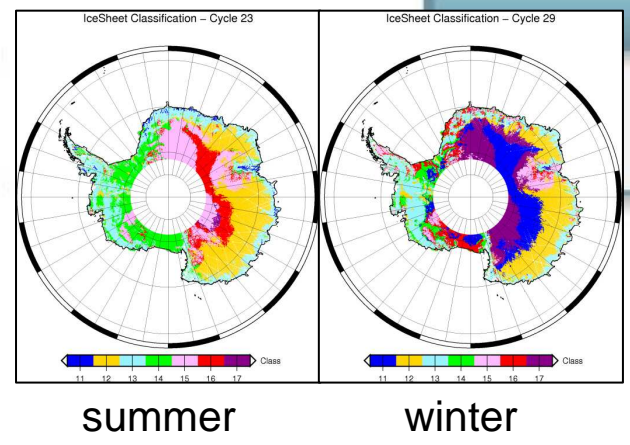 IceSheet Classification – Cycle 23
11 12 13 14 15 16 17 Class
IceSheet Classification – Cycle 29
11 12 13 14 15 16 17 Class
summer
winter